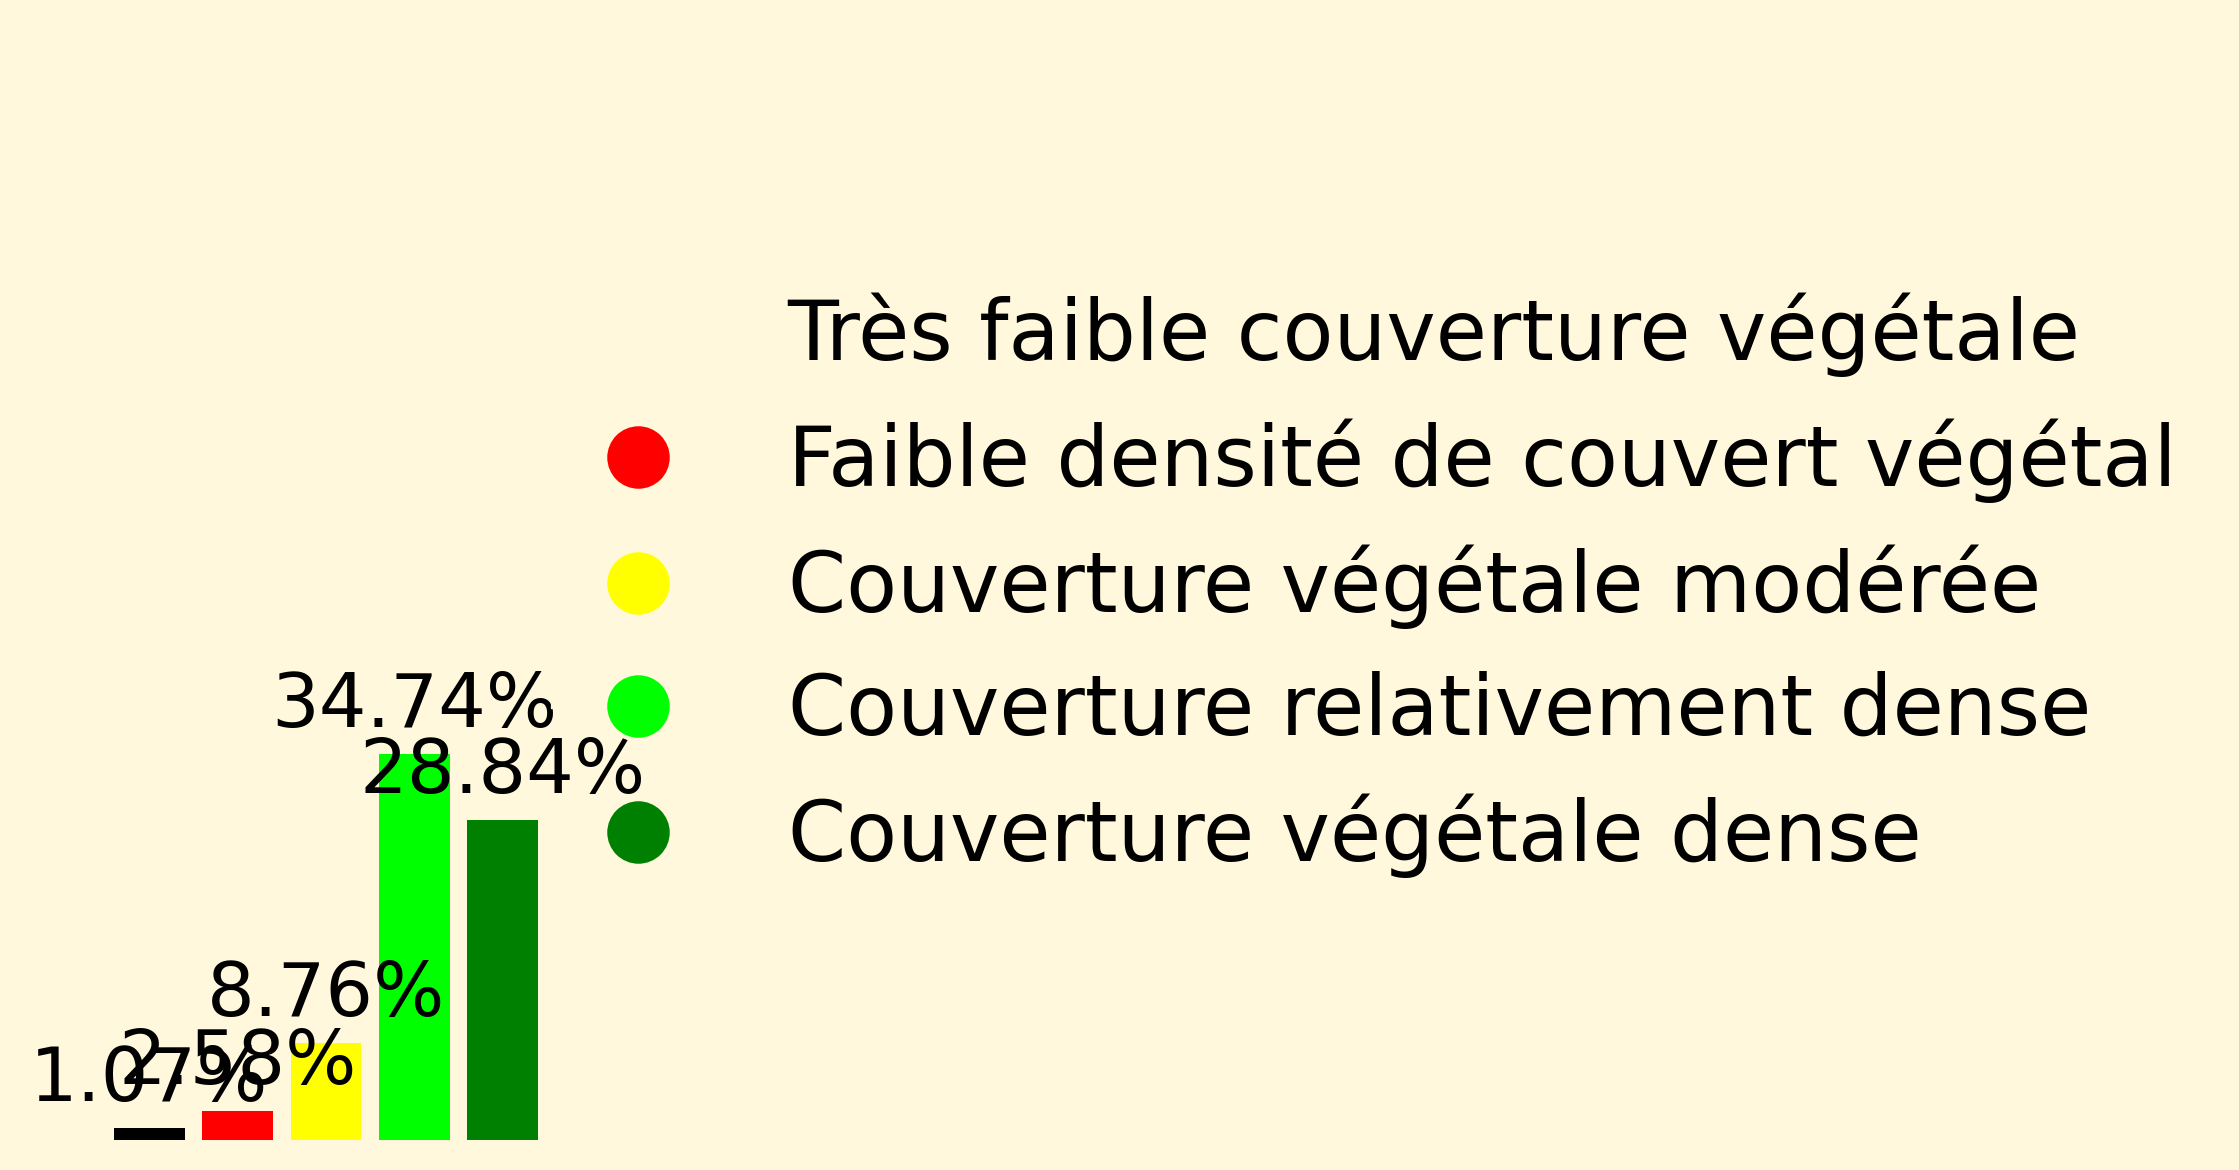 Très faible couverture végétale
Faible densité de couvert végétal
Couverture végétale modérée
Couverture relativement dense
Couverture végétale dense
34.74%
28.84%
8.76%
2.58%
1.07%